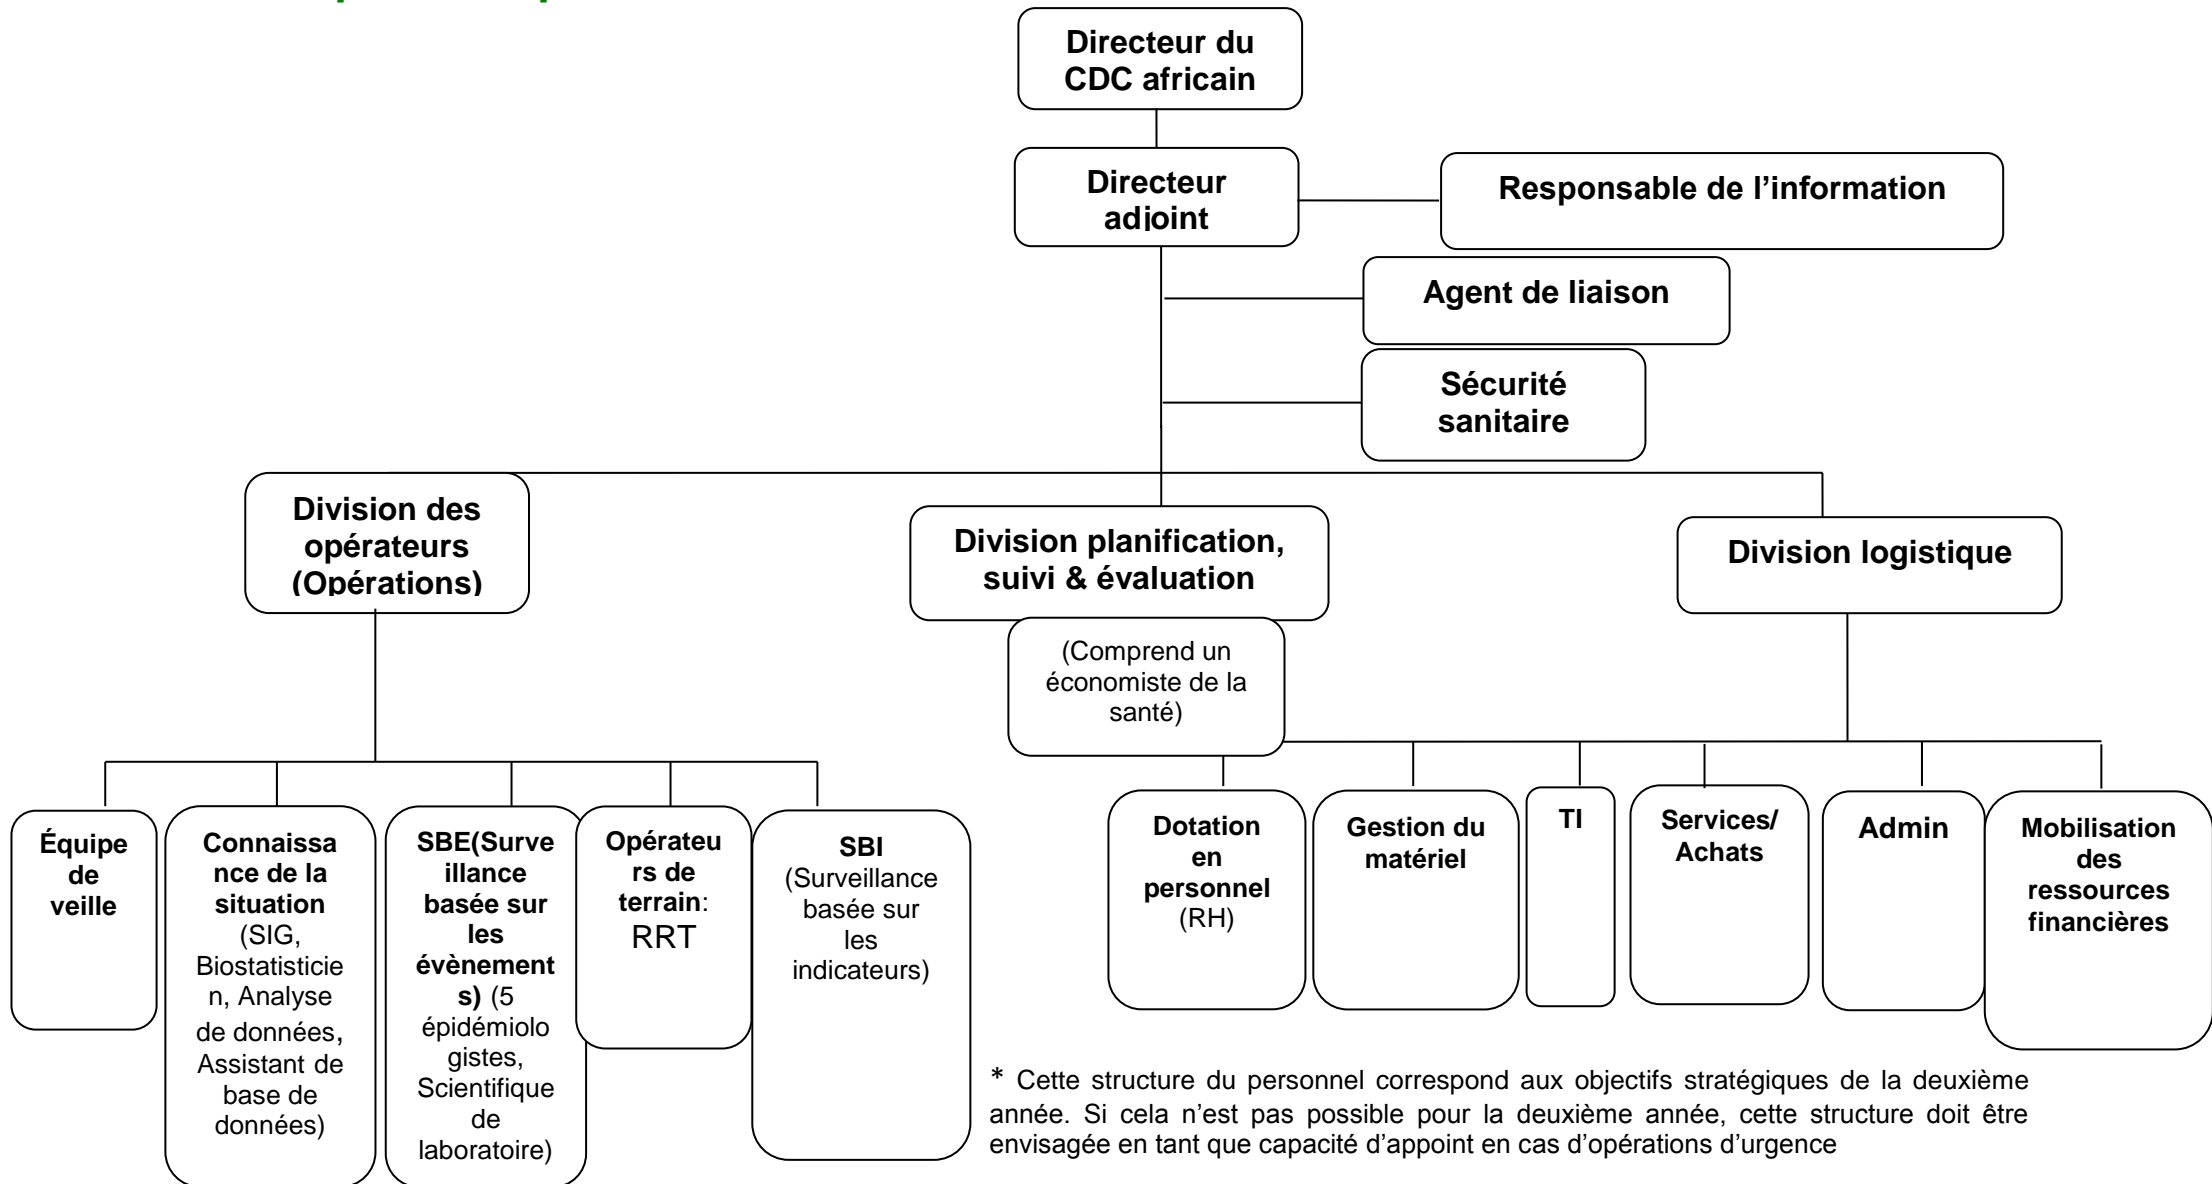 Directeur du
CDC africain
Directeur
adjoint
Responsable de l’information
Agent de liaison
Sécurité
sanitaire
Division des
opérateurs
(Opérations)
Division planification,
suivi & évaluation
(Comprend un
économiste de la
santé)
Division logistique
Équipe
de
veille
Connaissa
nce de la
situation
(SIG,
Biostatisticie
n, Analyse
de données,
Assistant de
base de
données)
SBE(Surve
illance
basée sur
les
évènement
s) (5
épidémiolo
gistes,
Scientifique
de
laboratoire)
Opérateu
rs de
terrain:
RRT
SBI
(Surveillance
basée sur
les
indicateurs)
Dotation
en
personnel
(RH)
Gestion du
matériel
TI
Services/
Achats
Admin
Mobilisation
des
ressources
financières
* Cette structure du personnel correspond aux objectifs stratégiques de la deuxième
année. Si cela n’est pas possible pour la deuxième année, cette structure doit être
envisagée en tant que capacité d’appoint en cas d’opérations d’urgence